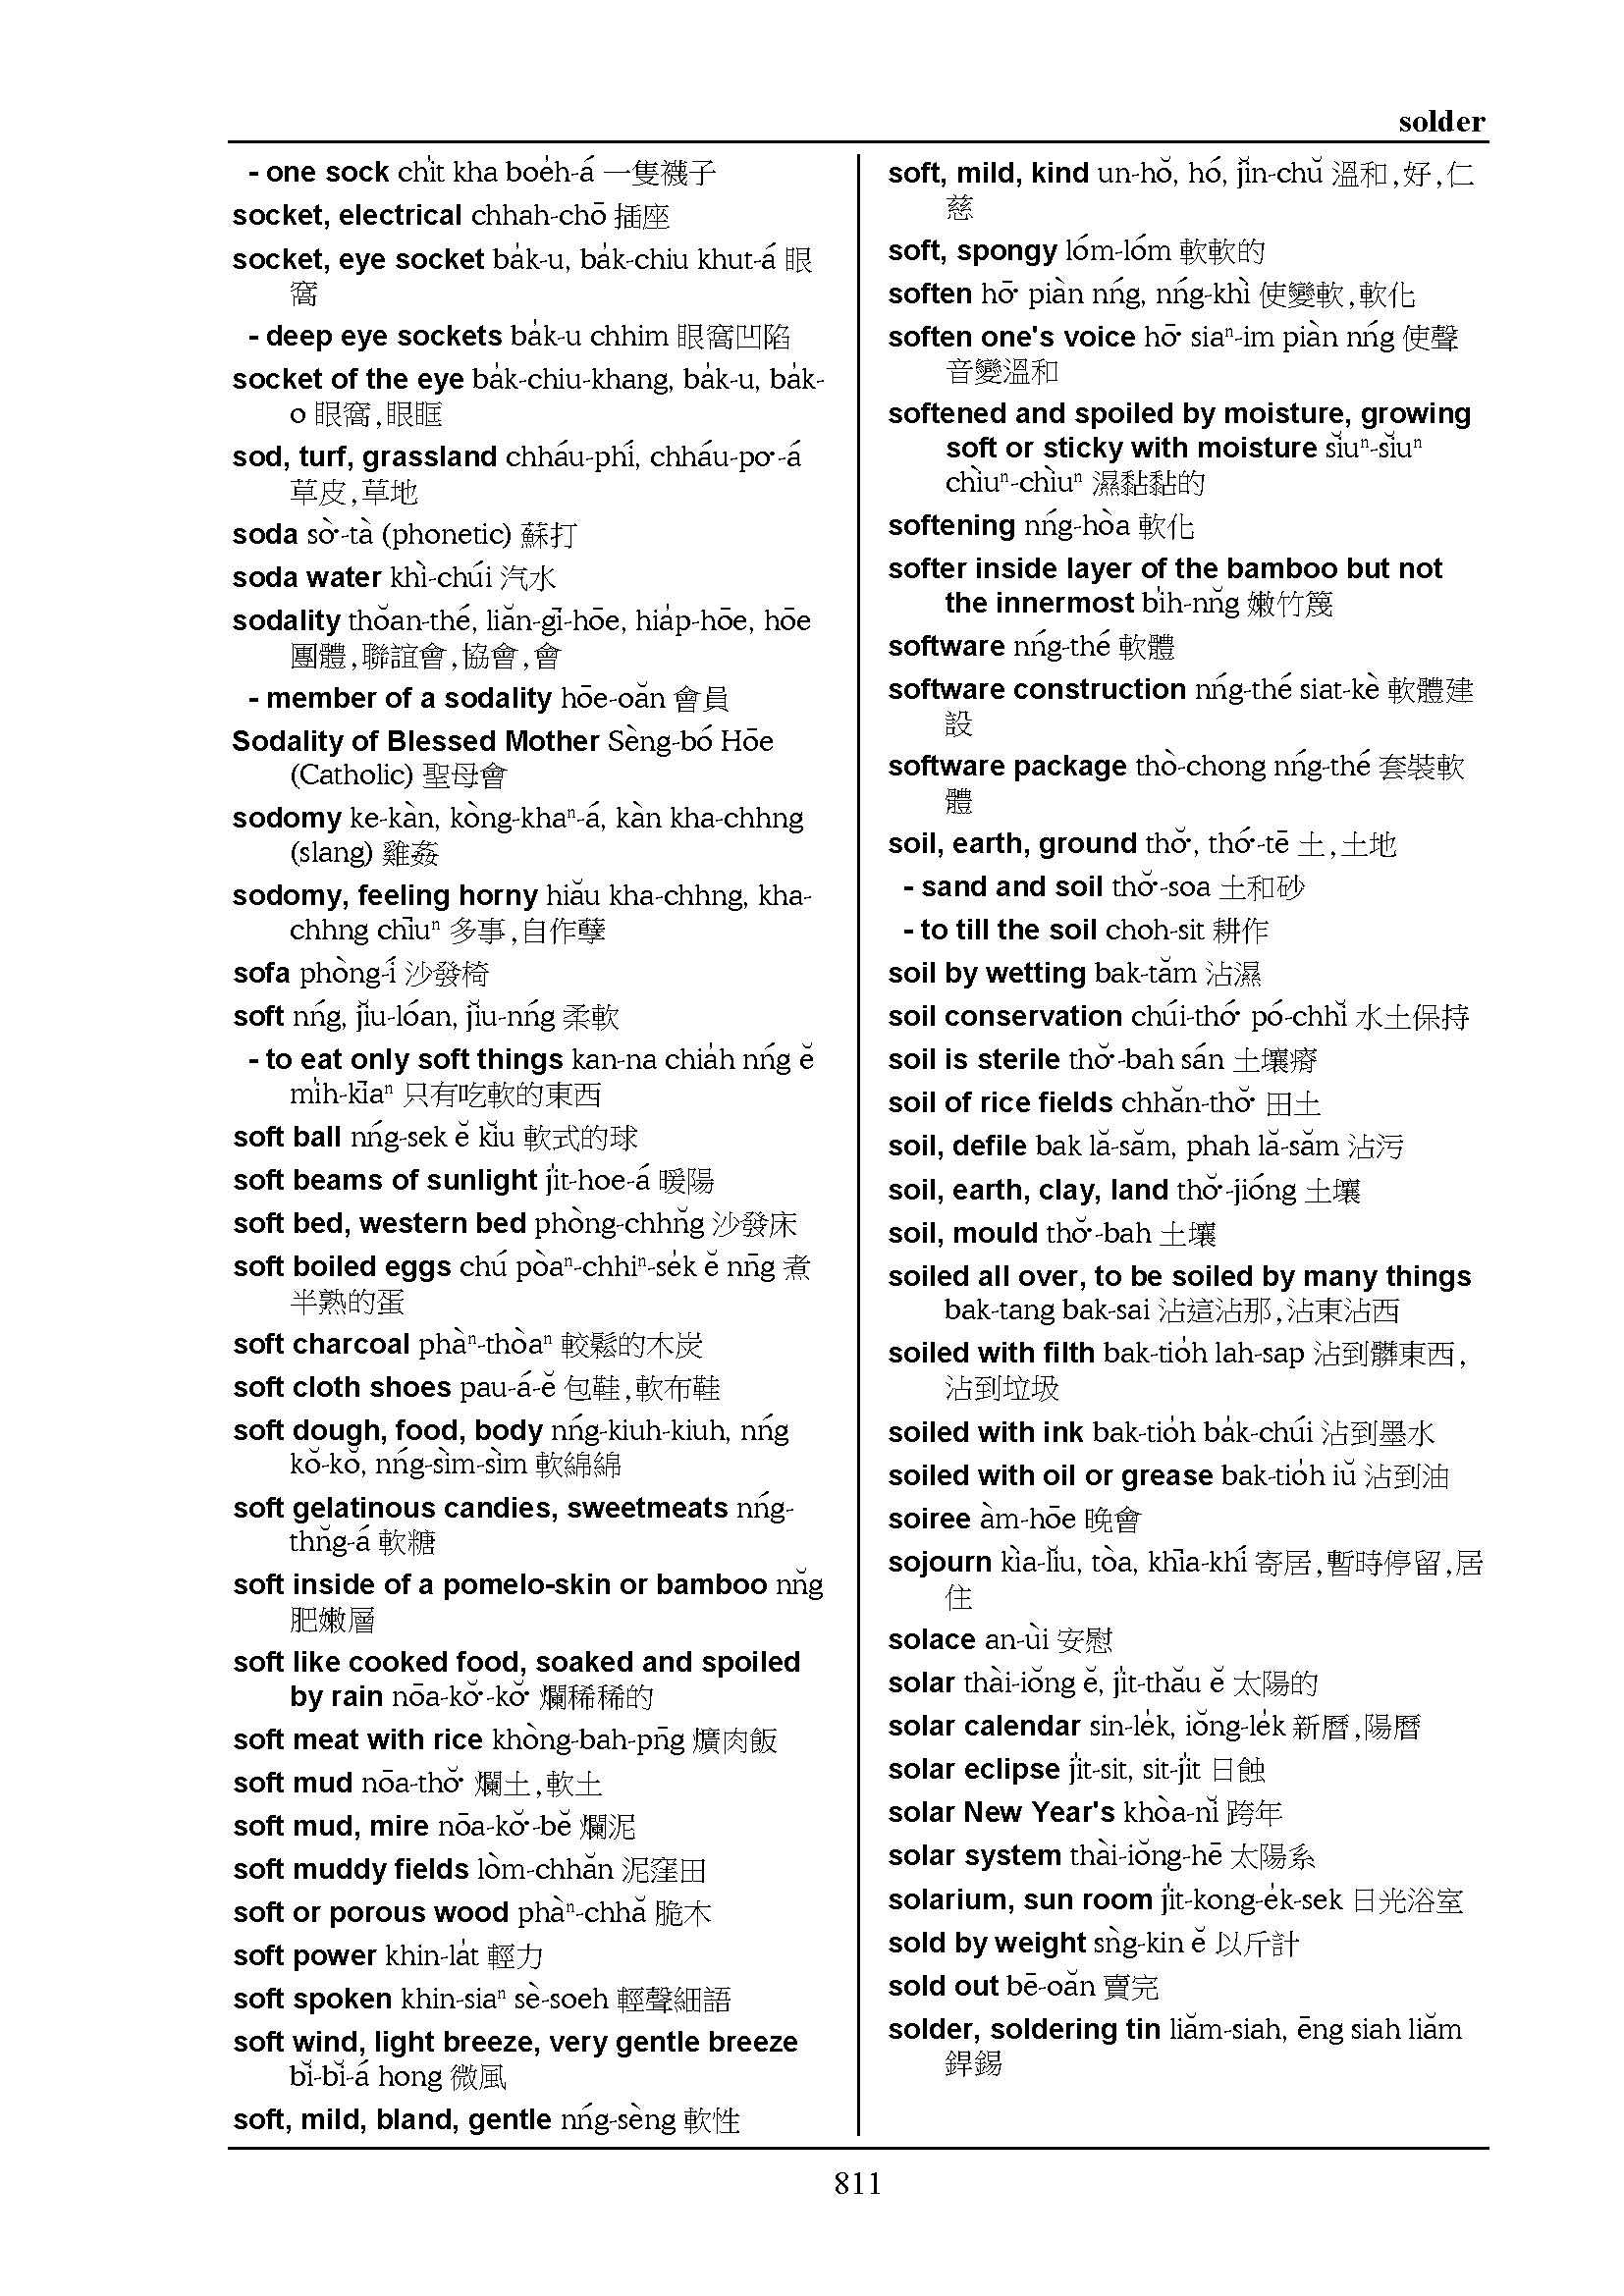 solder
- one sock chi̍t kha boe̍h-á 一隻襪子
socket, electrical chhah-chō 插座
socket, eye socket ba̍k-u, ba̍k-chiu khut-á 眼
窩
- deep eye sockets ba̍k-u chhim 眼窩凹陷
socket of the eye ba̍k-chiu-khang, ba̍k-u, ba̍k-
o 眼窩,眼眶
sod, turf, grassland chháu-phí, chháu-po͘-á
草皮,草地
soda sò͘-tà (phonetic) 蘇打
soda water khì-chúi 汽水
sodality thŏan-thé, liăn-gī-hōe, hia̍p-hōe, hōe
團體,聯誼會,協會,會
- member of a sodality hōe-oăn 會員
Sodality of Blessed Mother Sèng-bó Hōe
(Catholic) 聖母會
sodomy ke-kàn, kòng-khaⁿ-á, kàn kha-chhng
(slang) 雞姦
sodomy, feeling horny hiău kha-chhng, kha-
chhng chīuⁿ 多事,自作孽
sofa phòng-í 沙發椅
soft nńg, jĭu-lóan, jĭu-nńg 柔軟
- to eat only soft things kan-na chia̍h nńg ĕ
mi̍h-kīaⁿ 只有吃軟的東西
soft ball nńg-sek ĕ kĭu 軟式的球
soft beams of sunlight ji̍t-hoe-á 暖陽
soft bed, western bed phòng-chhn̆g 沙發床
soft boiled eggs chú pòaⁿ-chhiⁿ-se̍k ĕ nn̄g 煮
半熟的蛋
soft charcoal phàⁿ-thòaⁿ 較鬆的木炭
soft cloth shoes pau-á-ĕ 包鞋,軟布鞋
soft dough, food, body nńg-kiuh-kiuh, nńg
kŏ-kŏ, nńg-sìm-sìm 軟綿綿
soft gelatinous candies, sweetmeats nńg-
thn̆g-á 軟糖
soft inside of a pomelo-skin or bamboo nn̆g
肥嫩層
soft like cooked food, soaked and spoiled
by rain nōa-kŏ͘-kŏ͘ 爛稀稀的
soft meat with rice khòng-bah-pn̄g 爌肉飯
soft mud nōa-thŏ͘ 爛土,軟土
soft mud, mire nōa-kŏ͘-bĕ 爛泥
soft muddy fields lòm-chhăn 泥窪田
soft or porous wood phàⁿ-chhă 脆木
soft power khin-la̍t 輕力
soft spoken khin-siaⁿ sè-soeh 輕聲細語
soft wind, light breeze, very gentle breeze
bĭ-bĭ-á hong 微風
soft, mild, bland, gentle nńg-sèng 軟性
soft, mild, kind un-hŏ, hó, jĭn-chŭ 溫和,好,仁
慈
soft, spongy lóm-lóm 軟軟的
soften hō͘ piàn nńg, nńg-khì 使變軟,軟化
soften one's voice hō͘ siaⁿ-im piàn nńg 使聲
音變溫和
softened and spoiled by moisture, growing
soft or sticky with moisture sĭuⁿ-sĭuⁿ
chìuⁿ-chìuⁿ 濕黏黏的
softening nńg-hòa 軟化
softer inside layer of the bamboo but not
the innermost bi̍h-nn̆g 嫩竹篾
software nńg-thé 軟體
software construction nńg-thé siat-kè 軟體建
設
software package thò-chong nńg-thé 套裝軟
體
soil, earth, ground thŏ͘, thó͘-tē 土,土地
- sand and soil thŏ͘-soa 土和砂
- to till the soil choh-sit 耕作
soil by wetting bak-tăm 沾濕
soil conservation chúi-thó͘ pó-chhĭ 水土保持
soil is sterile thŏ͘-bah sán 土壤瘠
soil of rice fields chhăn-thŏ͘ 田土
soil, defile bak lă-săm, phah lă-săm 沾污
soil, earth, clay, land thŏ͘-jióng 土壤
soil, mould thŏ͘-bah 土壤
soiled all over, to be soiled by many things
bak-tang bak-sai 沾這沾那,沾東沾西
soiled with filth bak-tio̍h lah-sap 沾到髒東西,
沾到垃圾
soiled with ink bak-tio̍h ba̍k-chúi 沾到墨水
soiled with oil or grease bak-tio̍h iŭ 沾到油
soiree àm-hōe 晚會
sojourn kìa-lĭu, tòa, khīa-khí 寄居,暫時停留,居
住
solace an-ùi 安慰
solar thài-iŏng ĕ, ji̍t-thău ĕ 太陽的
solar calendar sin-le̍k, iŏng-le̍k 新曆,陽曆
solar eclipse ji̍t-sit, sit-ji̍t 日蝕
solar New Year's khòa-nĭ 跨年
solar system thài-iŏng-hē 太陽系
solarium, sun room ji̍t-kong-e̍k-sek 日光浴室
sold by weight sǹg-kin ĕ 以斤計
sold out bē-oăn 賣完
solder, soldering tin liăm-siah, ēng siah liăm
銲錫
811